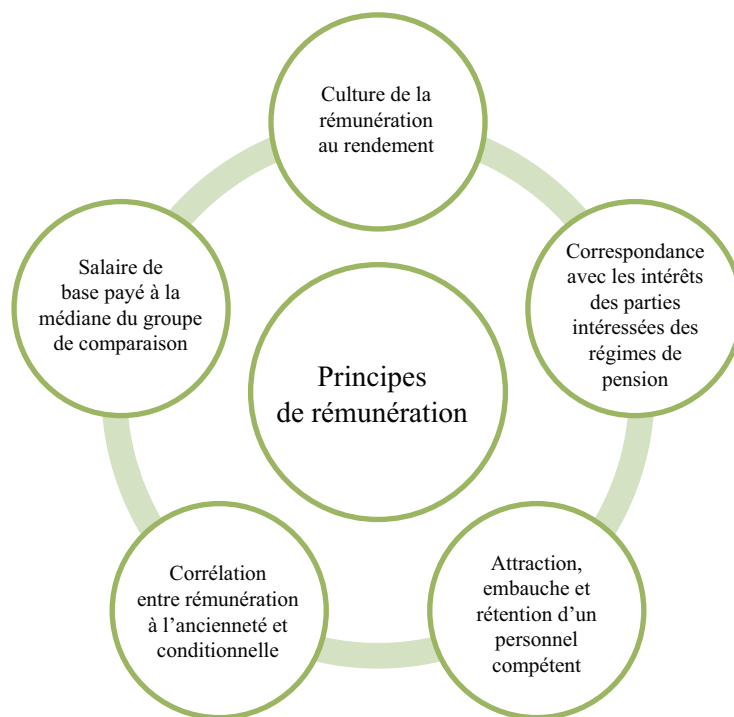 Culture de la
rémunération
au rendement
Correspondance
avec les intérêts
des parties
intéressées des
régimes de
pension
Attraction,
embauche et
rétention d’un
personnel
compétent
Corrélation
entre rémunération
à l’ancienneté et
conditionnelle
Salaire de
base payé à la
médiane du groupe
de comparaison
Principes
de rémunération